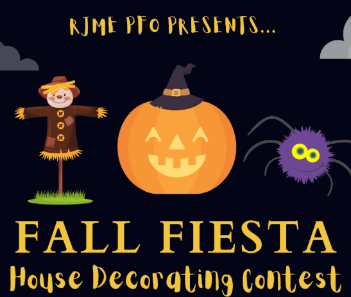 RJME PFO PRESENTS...
FALL FIESTA
House Decorating Contest